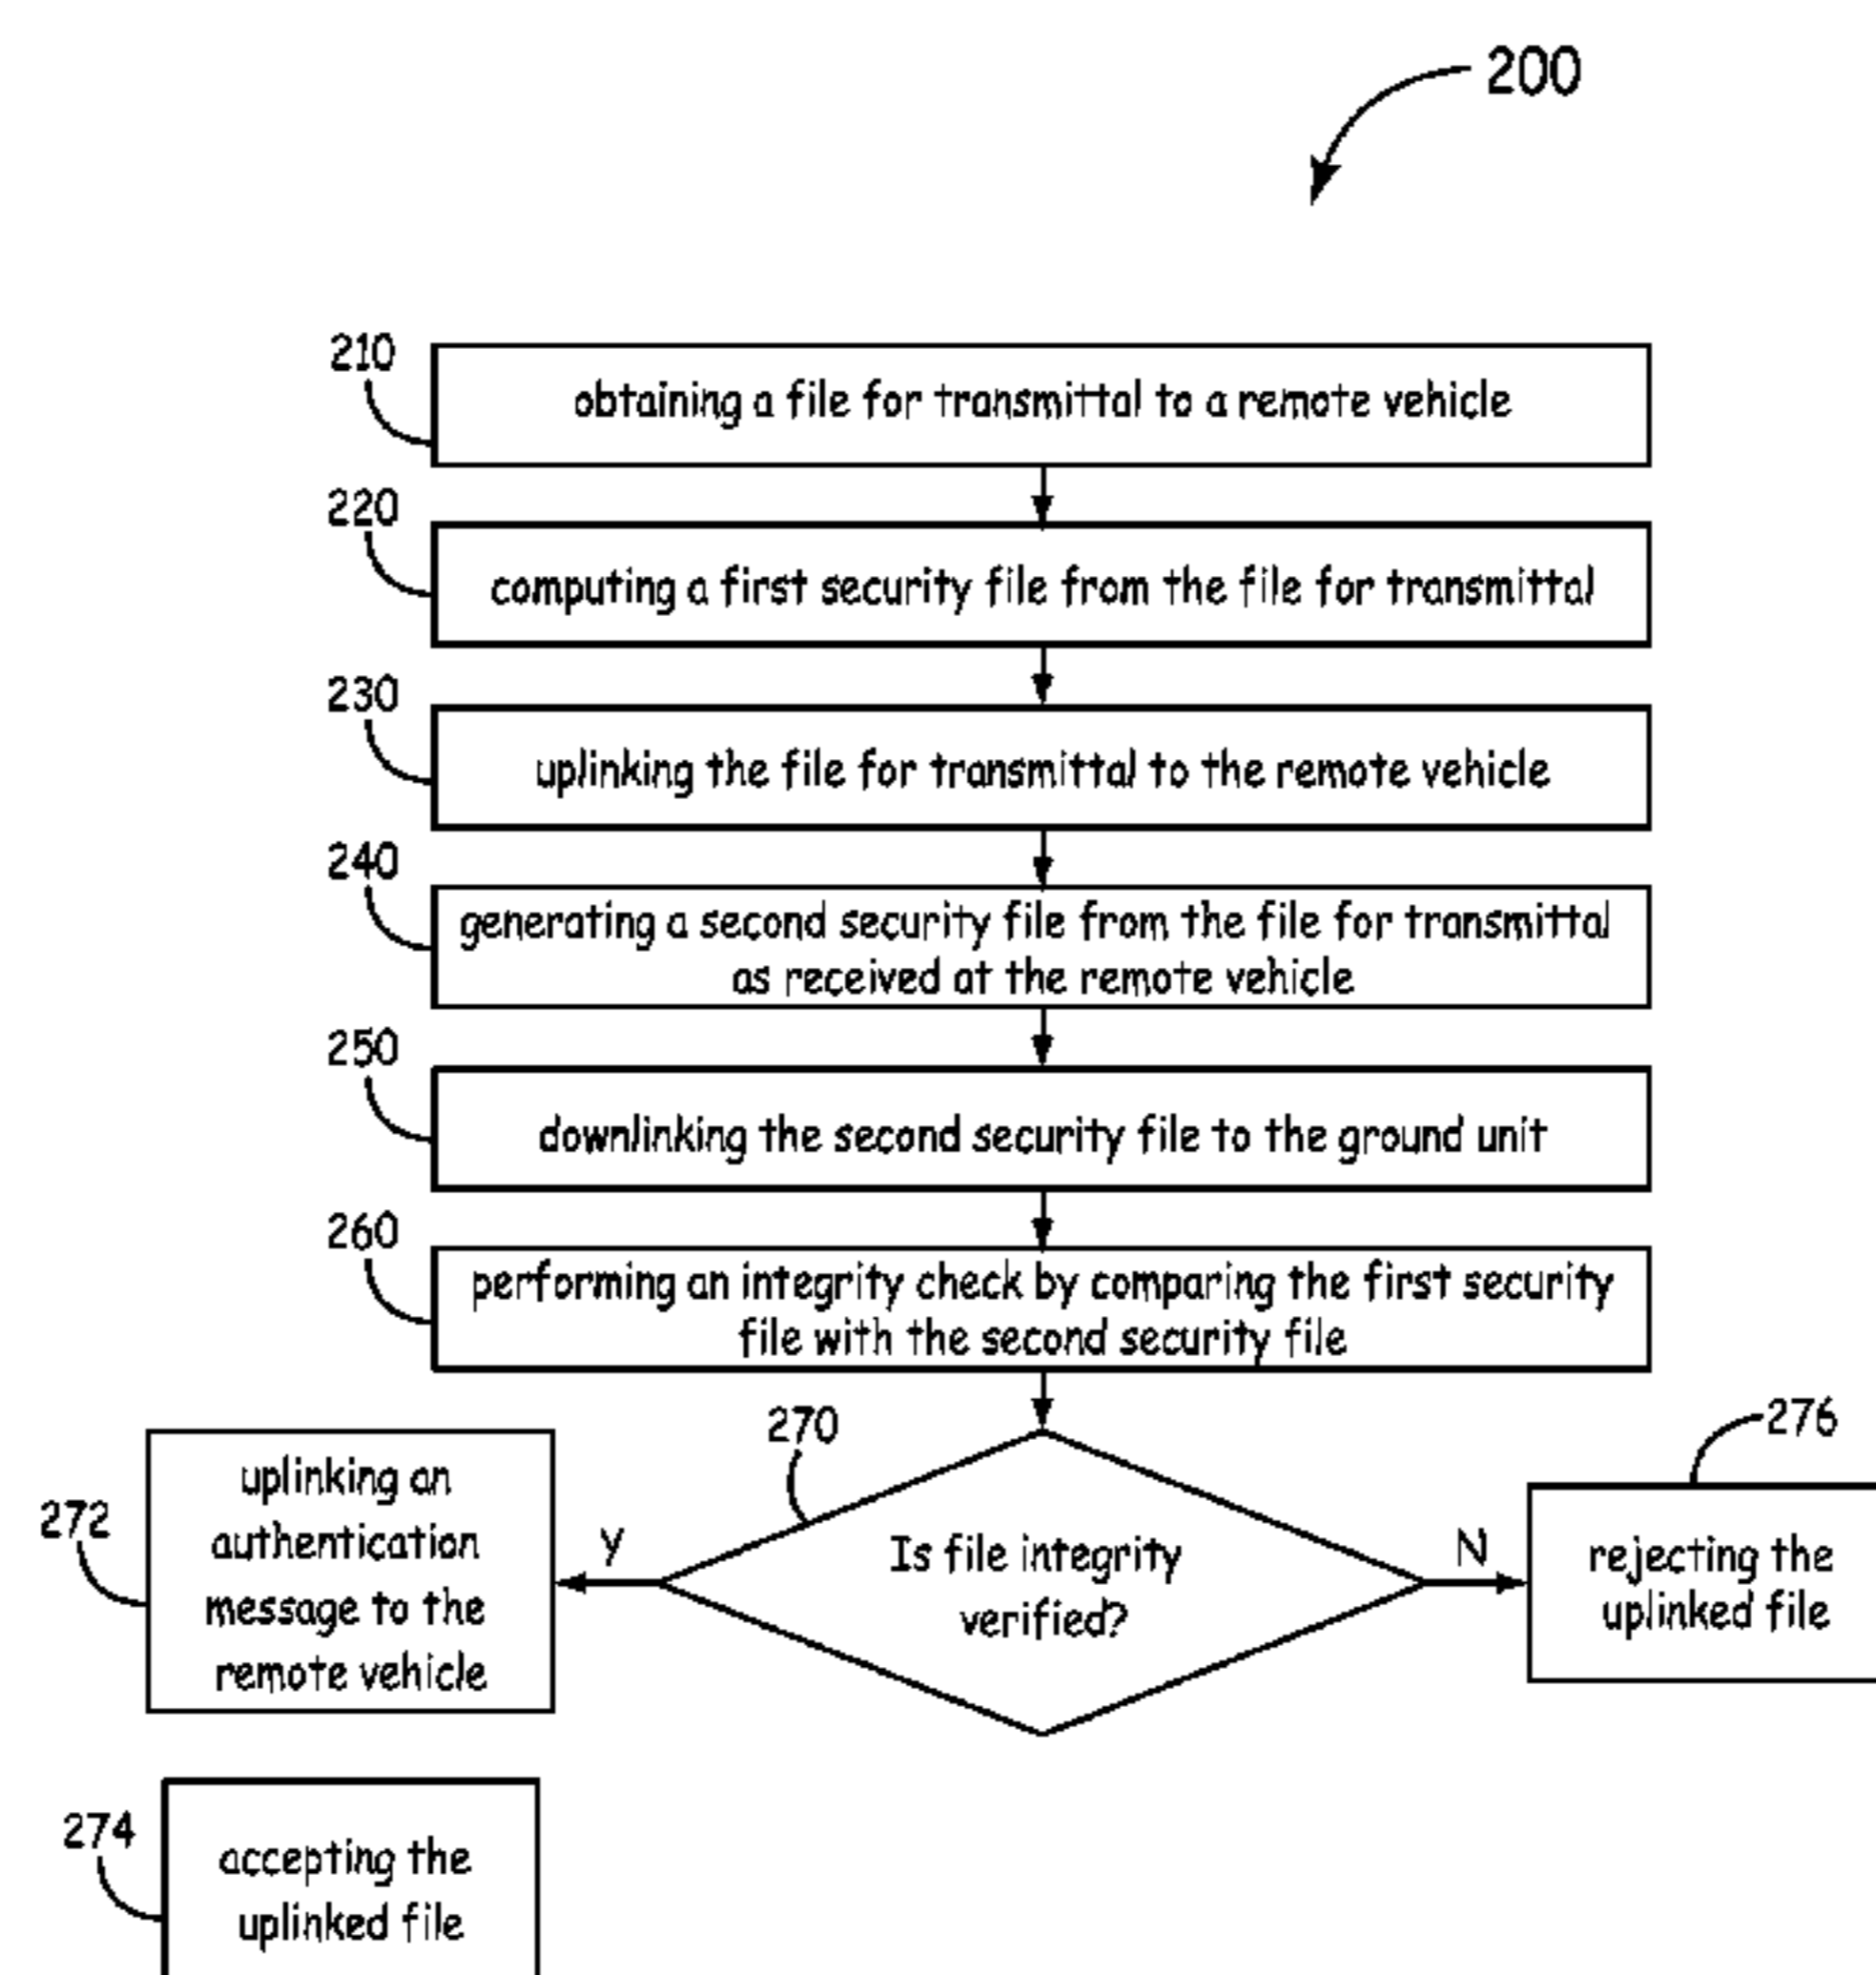 200
210
obtaining a file for transmittal to a remote vehicle
220
computing a first security file from the file for transmittal
230
uplinking the file for transmittal to the remote vehicle
240
generating a second security file from the file for transmittal
as received at the remote vehicle
250
downlinking the second security file to the ground unit
260
performing an integrity check by comparing the first security
file with the second security file
270
Is file integrity
verified?
Y
N
272
uplinking an
authentication
message to the
remote vehicle
276
rejecting the
uplinked file
274
accepting the
uplinked file